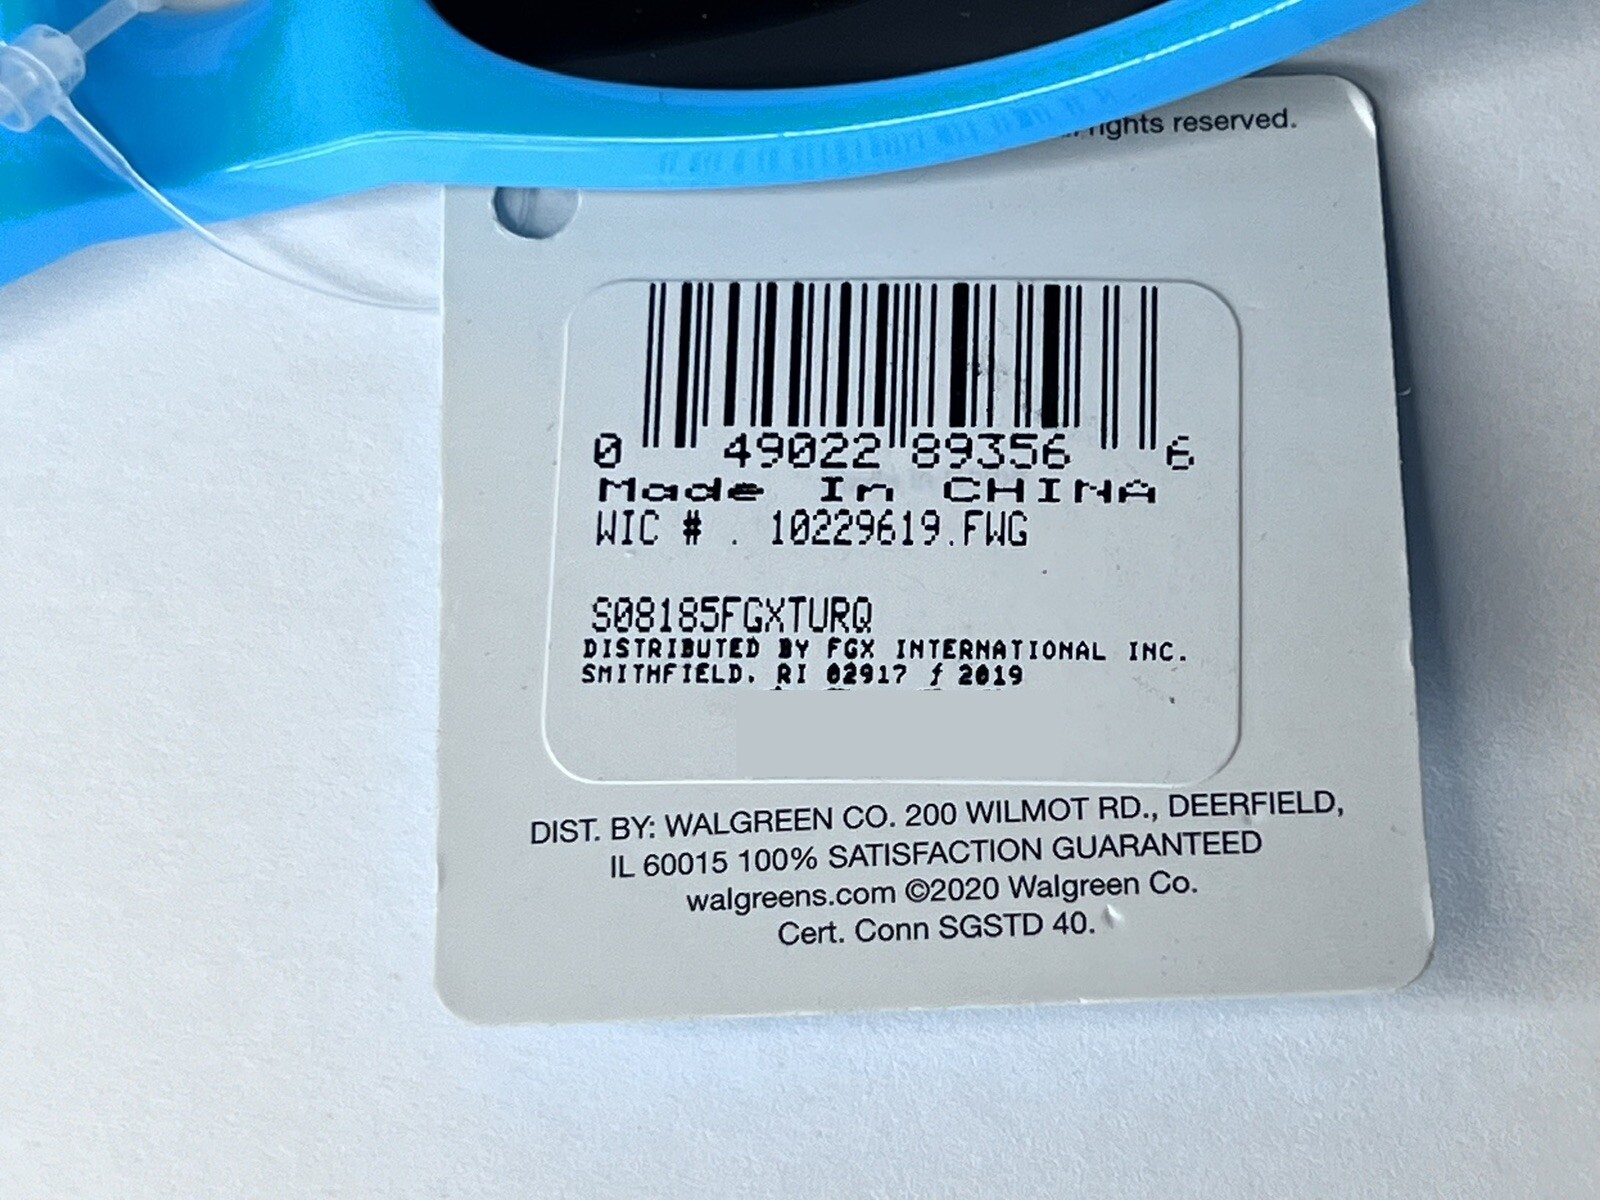 rights reserved.
0 49022 89356 6
Made In CHINA
WIC # . 10229619.FWG
S08185FGXTURQ
DISTRIBUTED BY FGX INTERNATIONAL INC.
SMITHFIELD, RI 02917 ƒ 2019
DIST. BY: WALGREEN CO. 200 WILMOT RD., DEERFIELD,
IL 60015 100% SATISFACTION GUARANTEED
walgreens.com ©2020 Walgreen Co.
Cert. Conn SGSTD 40.